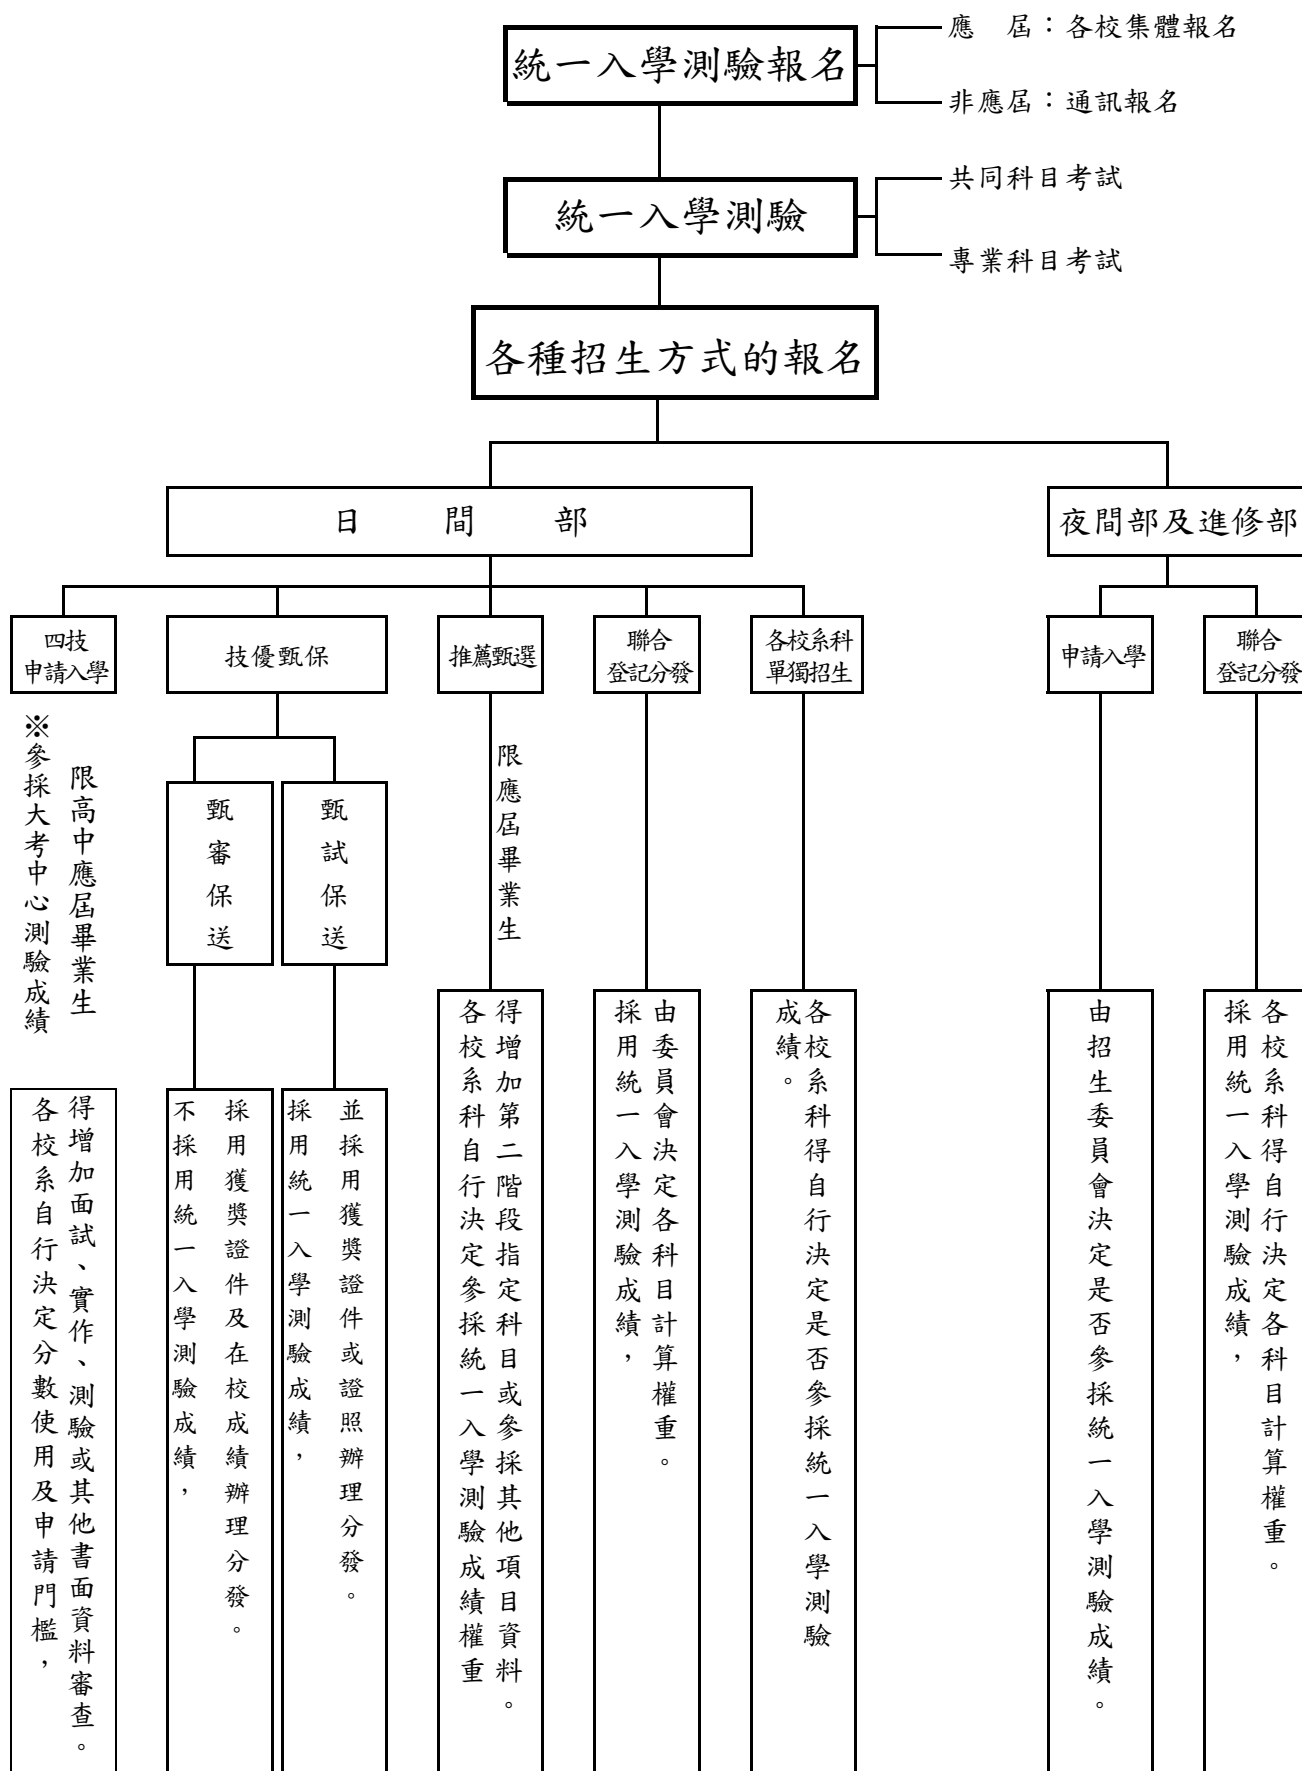 統一入學測驗報名
應　屆：各校集體報名
非應屆：通訊報名
統一入學測驗
共同科目考試
專業科目考試
各種招生方式的報名
日間部
夜間部及進修部
四技
申請入學
技優甄保
推薦甄選
聯合
登記分發
各校系科
單獨招生
申請入學
聯合
登記分發
限高中應屆畢業生
※參採大考中心測驗成績
甄審保送
甄試保送
限應屆畢業生
各校系自行決定分數使用及申請門檻，
得增加面試、實作、測驗或其他書面資料審查。
不採用統一入學測驗成績，
採用獲獎證件及在校成績辦理分發。
採用統一入學測驗成績，
並採用獲獎證件或證照辦理分發。
各校系科自行決定參採統一入學測驗成績權重
得增加第二階段指定科目或參採其他項目資料。
採用統一入學測驗成績，
由委員會決定各科目計算權重。
各校系科得自行決定是否參採統一入學測驗
成績。
由招生委員會決定是否參採統一入學測驗成績。
採用統一入學測驗成績，
各校系科得自行決定各科目計算權重。